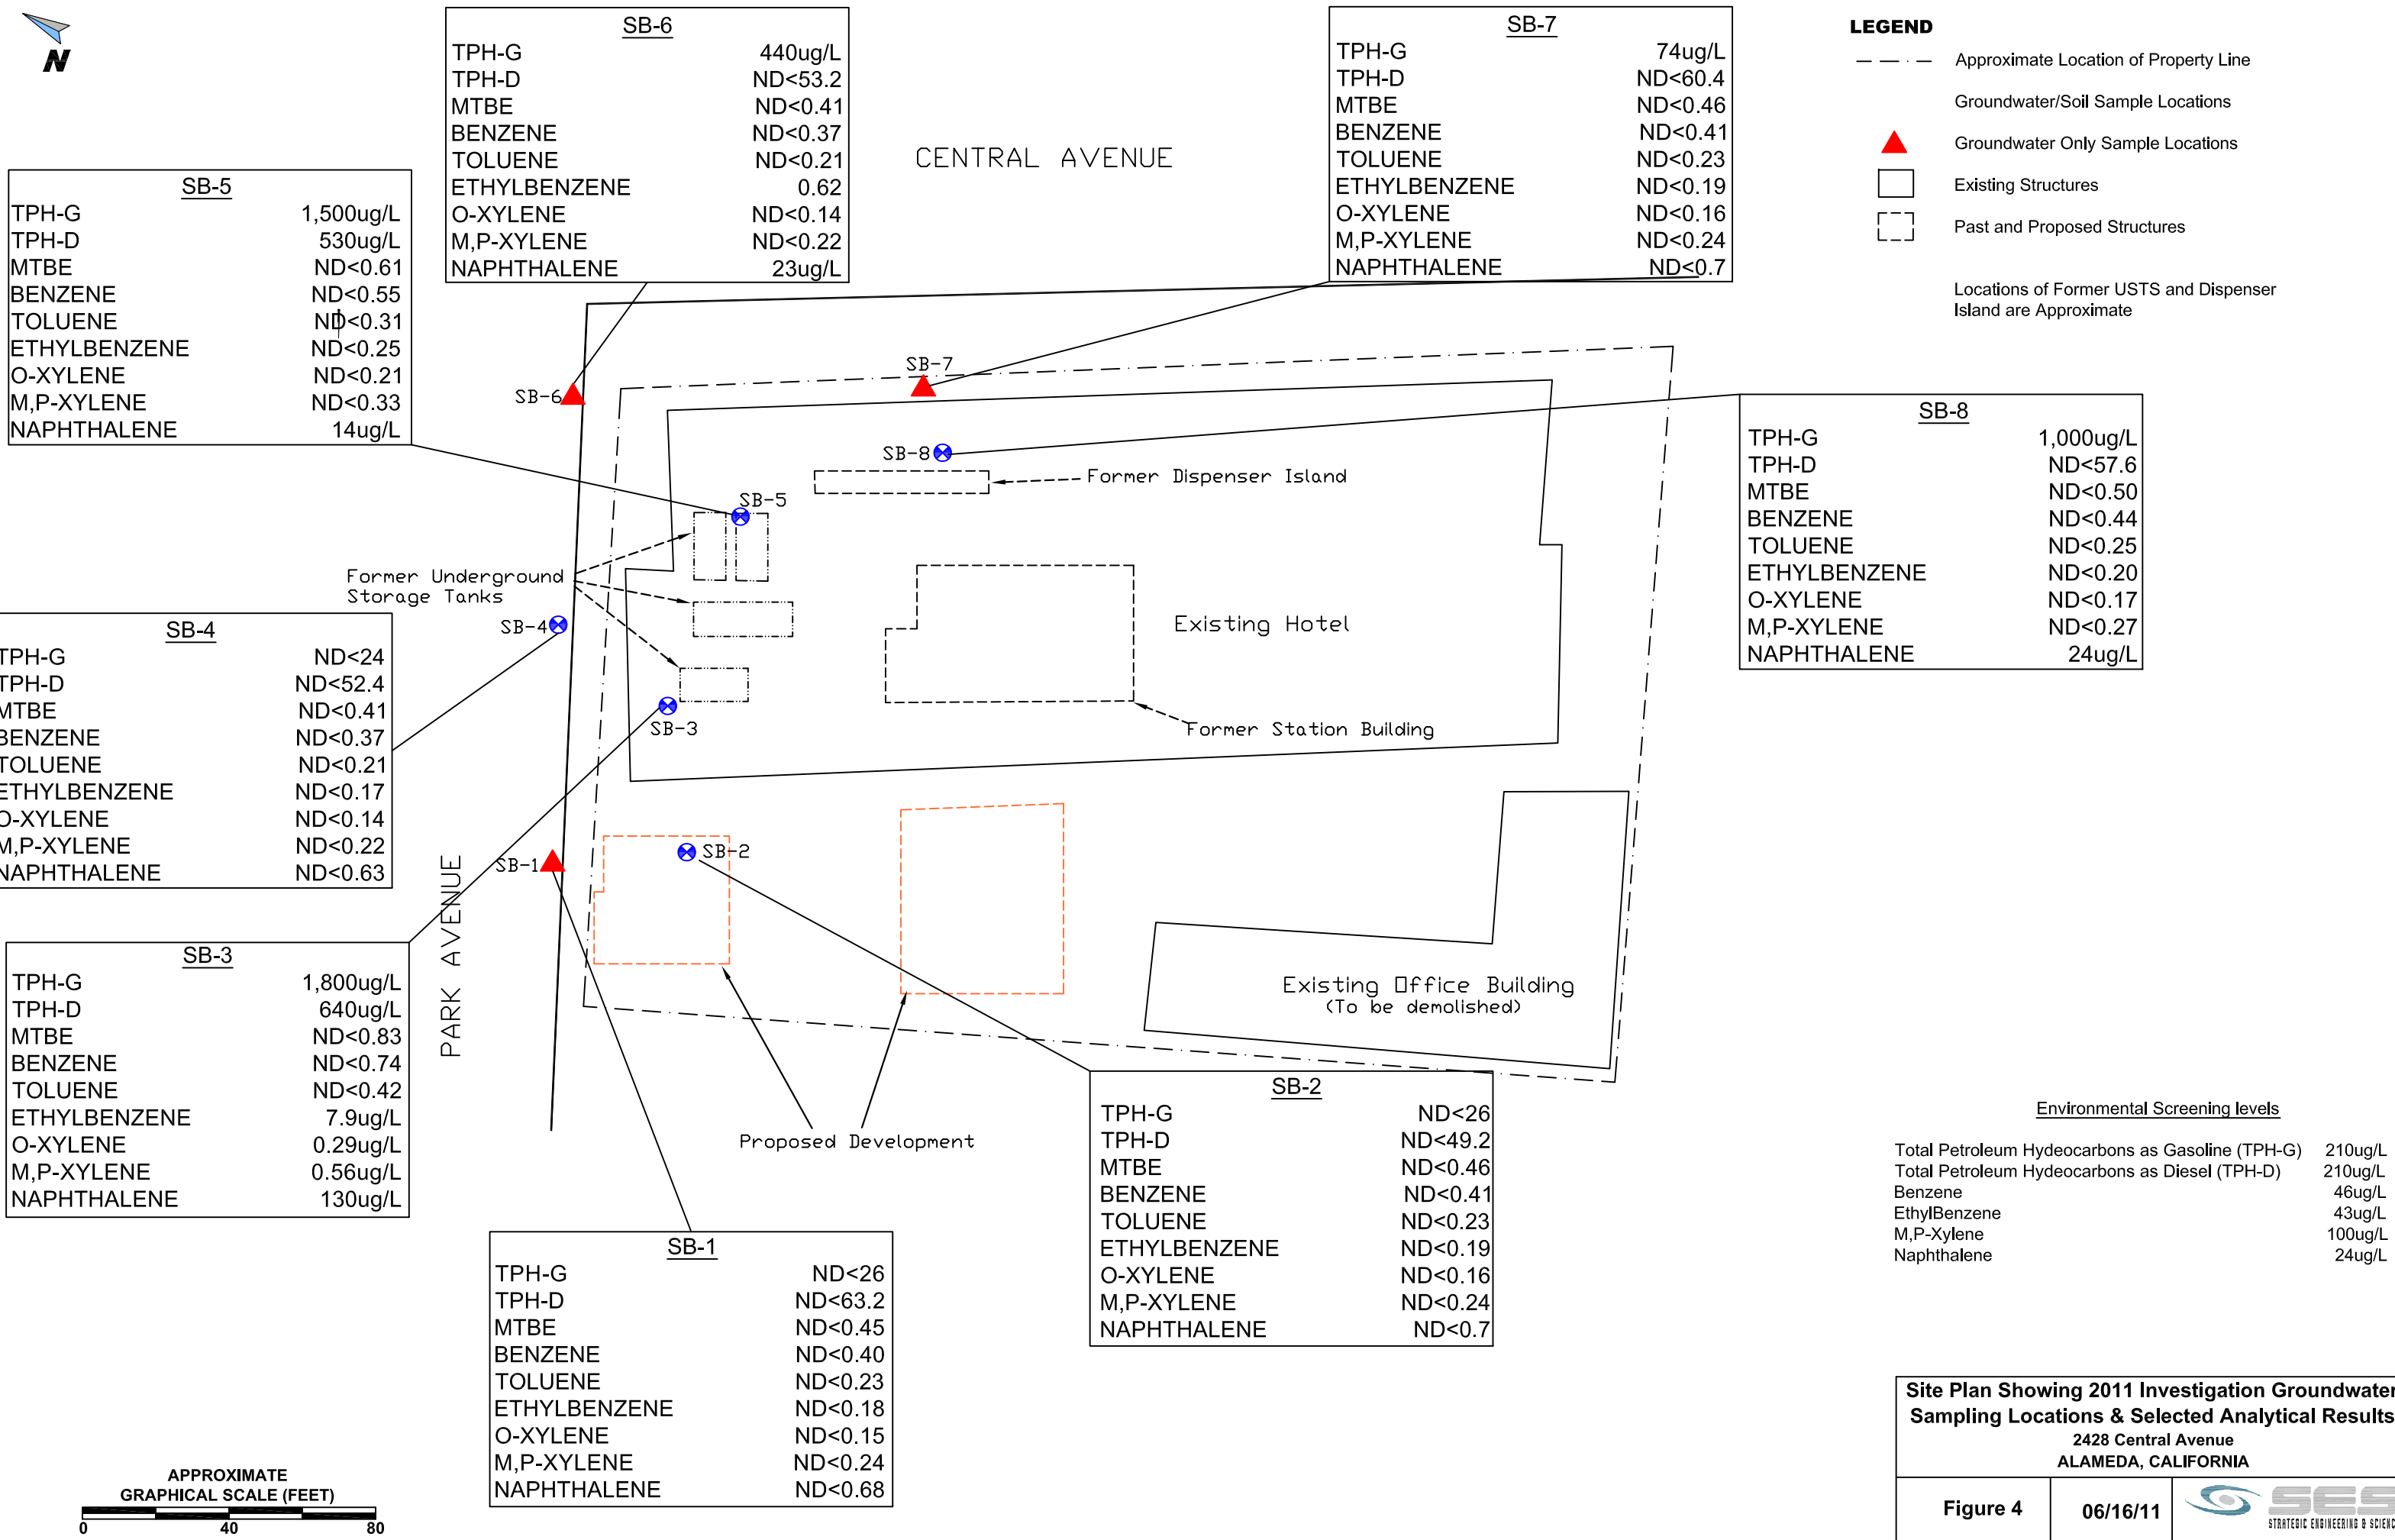 N
SB-6
TPH-G 440ug/L
TPH-D ND<53.2
MTBE ND<0.41
BENZENE ND<0.37
TOLUENE ND<0.21
ETHYLBENZENE 0.62
O-XYLENE ND<0.14
M,P-XYLENE ND<0.22
NAPHTHALENE 23ug/L
SB-7
TPH-G 74ug/L
TPH-D ND<60.4
MTBE ND<0.46
BENZENE ND<0.41
TOLUENE ND<0.23
ETHYLBENZENE ND<0.19
O-XYLENE ND<0.16
M,P-XYLENE ND<0.24
NAPHTHALENE ND<0.7
LEGEND
Approximate Location of Property Line
Groundwater/Soil Sample Locations
Groundwater Only Sample Locations
Existing Structures
Past and Proposed Structures
Locations of Former USTS and Dispenser
Island are Approximate
CENTRAL AVENUE
SB-5
TPH-G 1,500ug/L
TPH-D 530ug/L
MTBE ND<0.61
BENZENE ND<0.55
TOLUENE ND<0.31
ETHYLBENZENE ND<0.25
O-XYLENE ND<0.21
M,P-XYLENE ND<0.33
NAPHTHALENE 14ug/L
SB-7
SB-6
SB-8
Former Dispenser Island
SB-5
SB-8
TPH-G 1,000ug/L
TPH-D ND<57.6
MTBE ND<0.50
BENZENE ND<0.44
TOLUENE ND<0.25
ETHYLBENZENE ND<0.20
O-XYLENE ND<0.17
M,P-XYLENE ND<0.27
NAPHTHALENE 24ug/L
Former Underground
Storage Tanks
SB-4
Existing Hotel
SB-3
Former Station Building
SB-4
TPH-G ND<24
TPH-D ND<52.4
MTBE ND<0.41
BENZENE ND<0.37
TOLUENE ND<0.21
ETHYLBENZENE ND<0.17
O-XYLENE ND<0.14
M,P-XYLENE ND<0.22
NAPHTHALENE ND<0.63
SB-1
SB-2
PARK AVENUE
SB-3
TPH-G 1,800ug/L
TPH-D 640ug/L
MTBE ND<0.83
BENZENE ND<0.74
TOLUENE ND<0.42
ETHYLBENZENE 7.9ug/L
O-XYLENE 0.29ug/L
M,P-XYLENE 0.56ug/L
NAPHTHALENE 130ug/L
Existing Office Building
(To be demolished)
Proposed Development
SB-2
TPH-G ND<26
TPH-D ND<49.2
MTBE ND<0.46
BENZENE ND<0.41
TOLUENE ND<0.23
ETHYLBENZENE ND<0.19
O-XYLENE ND<0.16
M,P-XYLENE ND<0.24
NAPHTHALENE ND<0.7
Environmental Screening levels
Total Petroleum Hydeocarbons as Gasoline (TPH-G) 210ug/L
Total Petroleum Hydeocarbons as Diesel (TPH-D) 210ug/L
Benzene 46ug/L
EthylBenzene 43ug/L
M,P-Xylene 100ug/L
Naphthalene 24ug/L
SB-1
TPH-G ND<26
TPH-D ND<63.2
MTBE ND<0.45
BENZENE ND<0.40
TOLUENE ND<0.23
ETHYLBENZENE ND<0.18
O-XYLENE ND<0.15
M,P-XYLENE ND<0.24
NAPHTHALENE ND<0.68
APPROXIMATE
GRAPHICAL SCALE (FEET)
0 40 80
Site Plan Showing 2011 Investigation Groundwater
Sampling Locations & Selected Analytical Results
2428 Central Avenue
ALAMEDA, CALIFORNIA
Figure 4
06/16/11
SES
STRATEGIC ENGINEERING & SCIENC